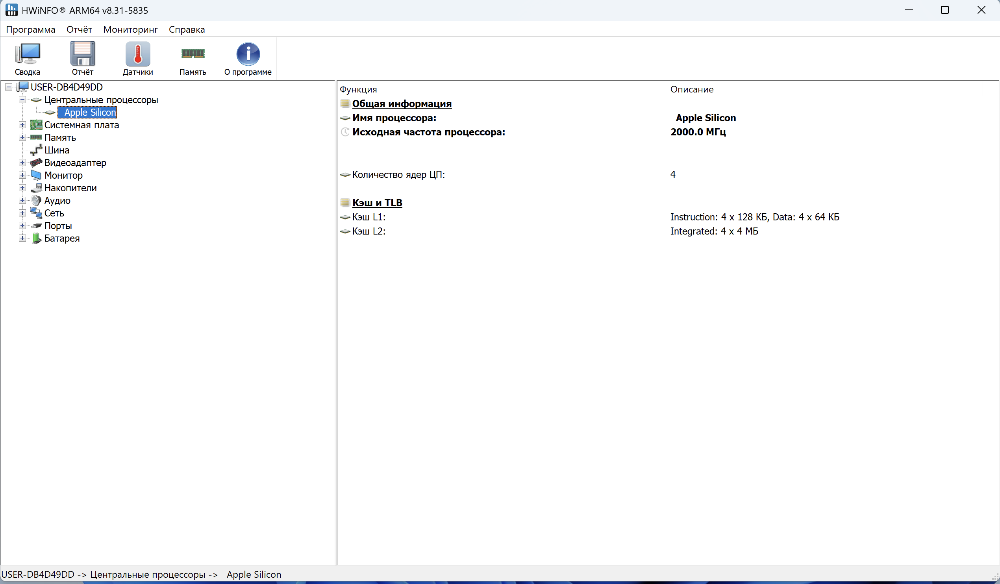 HWiNFO® ARM64 v8.31-5835
Программа Отчёт Мониторинг Справка
Сводка Отчёт Датчики Память О программе
USER-DB4D49DD
Центральные процессоры
Apple Silicon
Системная плата
Память
Шина
Видеоадаптер
Монитор
Накопители
Аудио
Сеть
Порты
Батарея
Функция Описание
Общая информация
Имя процессора: Apple Silicon
Исходная частота процессора: 2000.0 МГц
Количество ядер ЦП: 4
Кэш и TLB
Кэш L1: Instruction: 4 x 128 КБ, Data: 4 x 64 КБ
Кэш L2: Integrated: 4 x 4 МБ
USER-DB4D49DD -> Центральные процессоры -> Apple Silicon